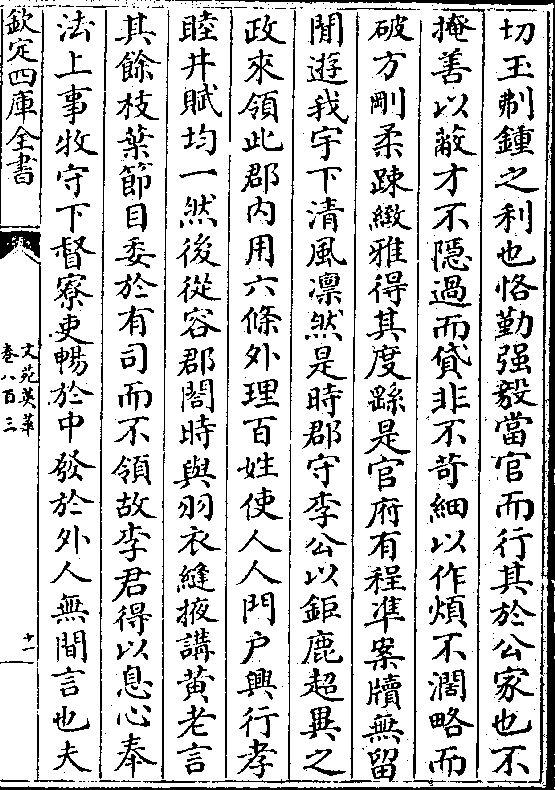 切玉剸鍾之利也恪勤强毅當官而行其於公家也不
掩善以蔽才不隱過而貸非不苛細以作煩不濶略而
破方剛柔踈緻雅得其度繇是官府有程凖案牘無留
閒遊我宇下清風凛然是時郡守李公以鉅鹿超異之
政來領此郡内用六條外理百姓使人人門户興行孝
睦井賦均一然後從容郡閤時與羽衣縫掖講黄老言
其餘枝葉節目委於有司而不領故李君得以息心奉
法上事牧守下督寮吏暢於中發於外人無間言也夫
欽定四庫全書
文苑英華
卷八百三
十一